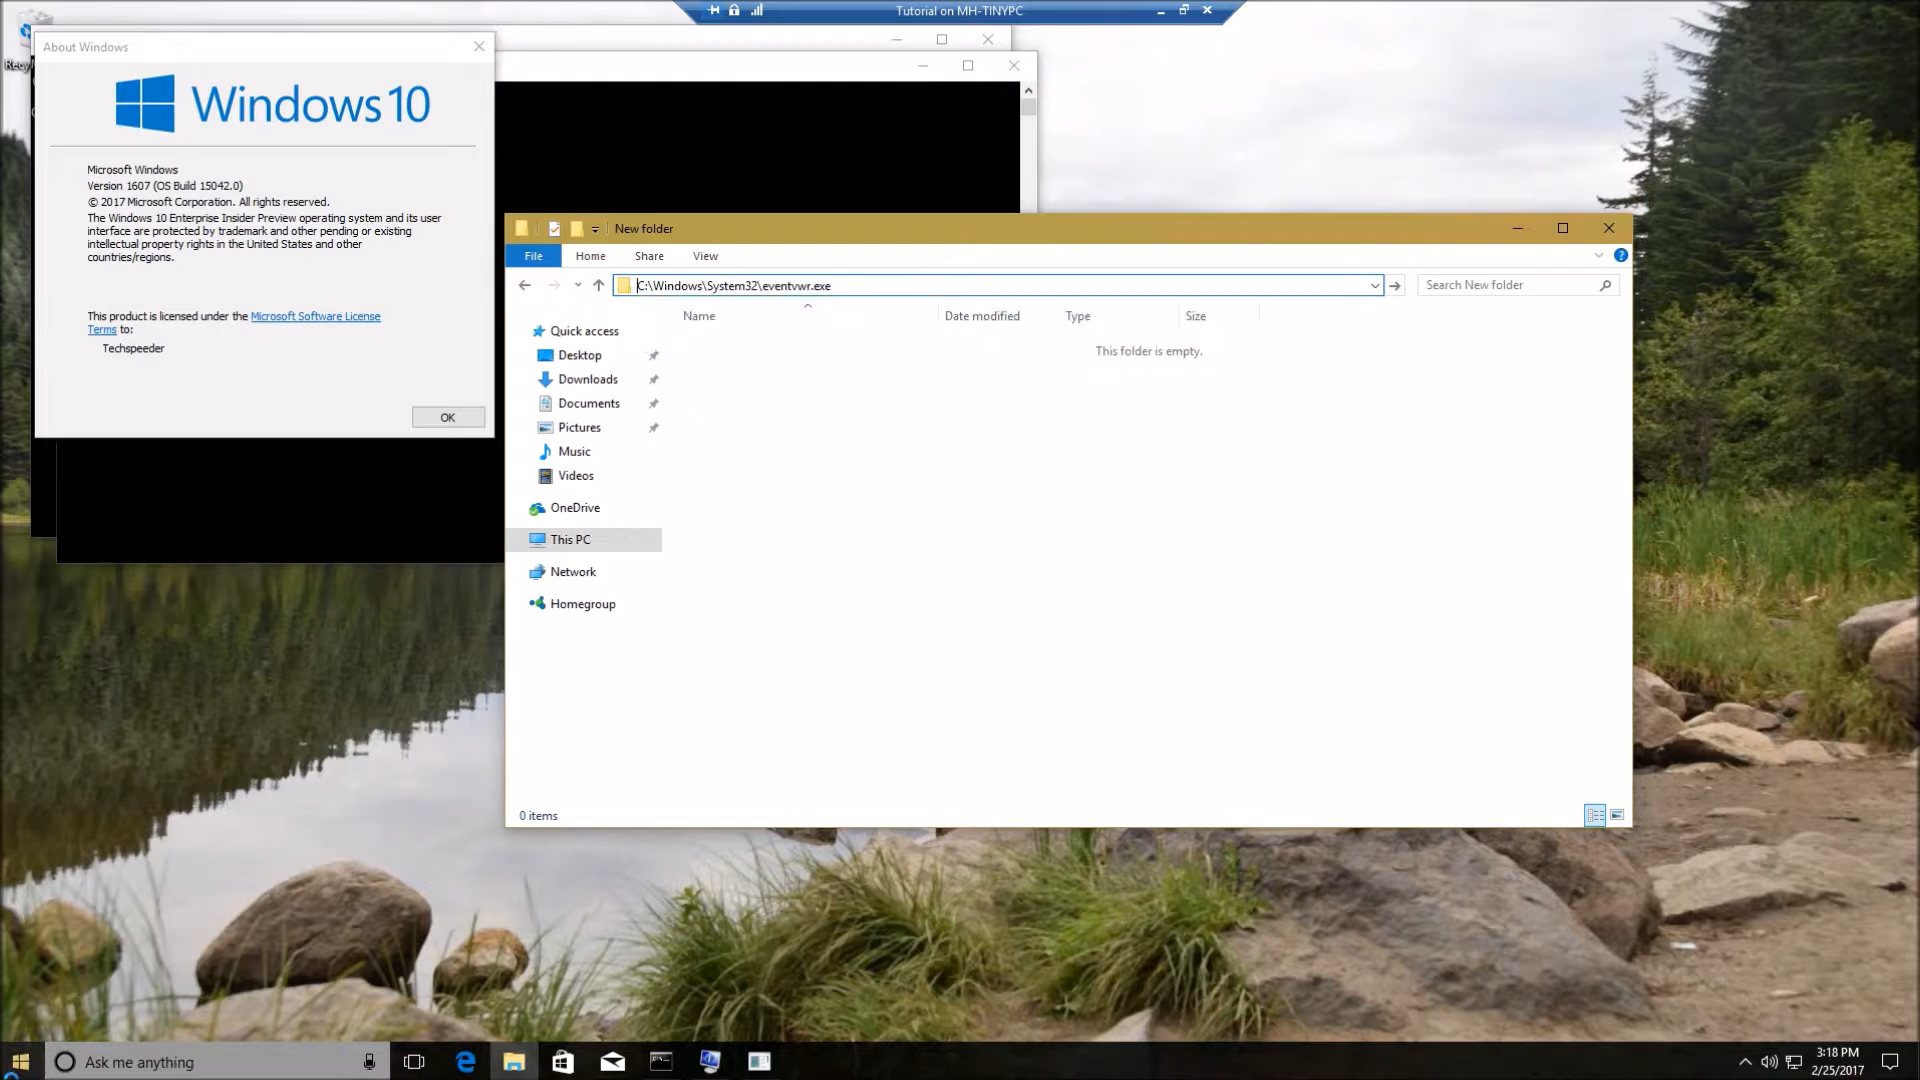 Tutorial on MH-TINYPC
About Windows
Windows 10
Microsoft Windows
Version 1607 (OS Build 15042.0)
© 2017 Microsoft Corporation. All rights reserved.
The Windows 10 Enterprise Insider Preview operating system and its user
interface are protected by trademark and other pending or existing
intellectual property rights in the United States and other
countries/regions.
This product is licensed under the Microsoft Software License
Terms to:
Techspeeder
OK
New folder
File Home Share View
C:\Windows\System32\eventvwr.exe
Search New folder
Name Date modified Type Size
This folder is empty.
Quick access
Desktop
Downloads
Documents
Pictures
Music
Videos
OneDrive
This PC
Network
Homegroup
0 items
Ask me anything
3:18 PM
2/25/2017